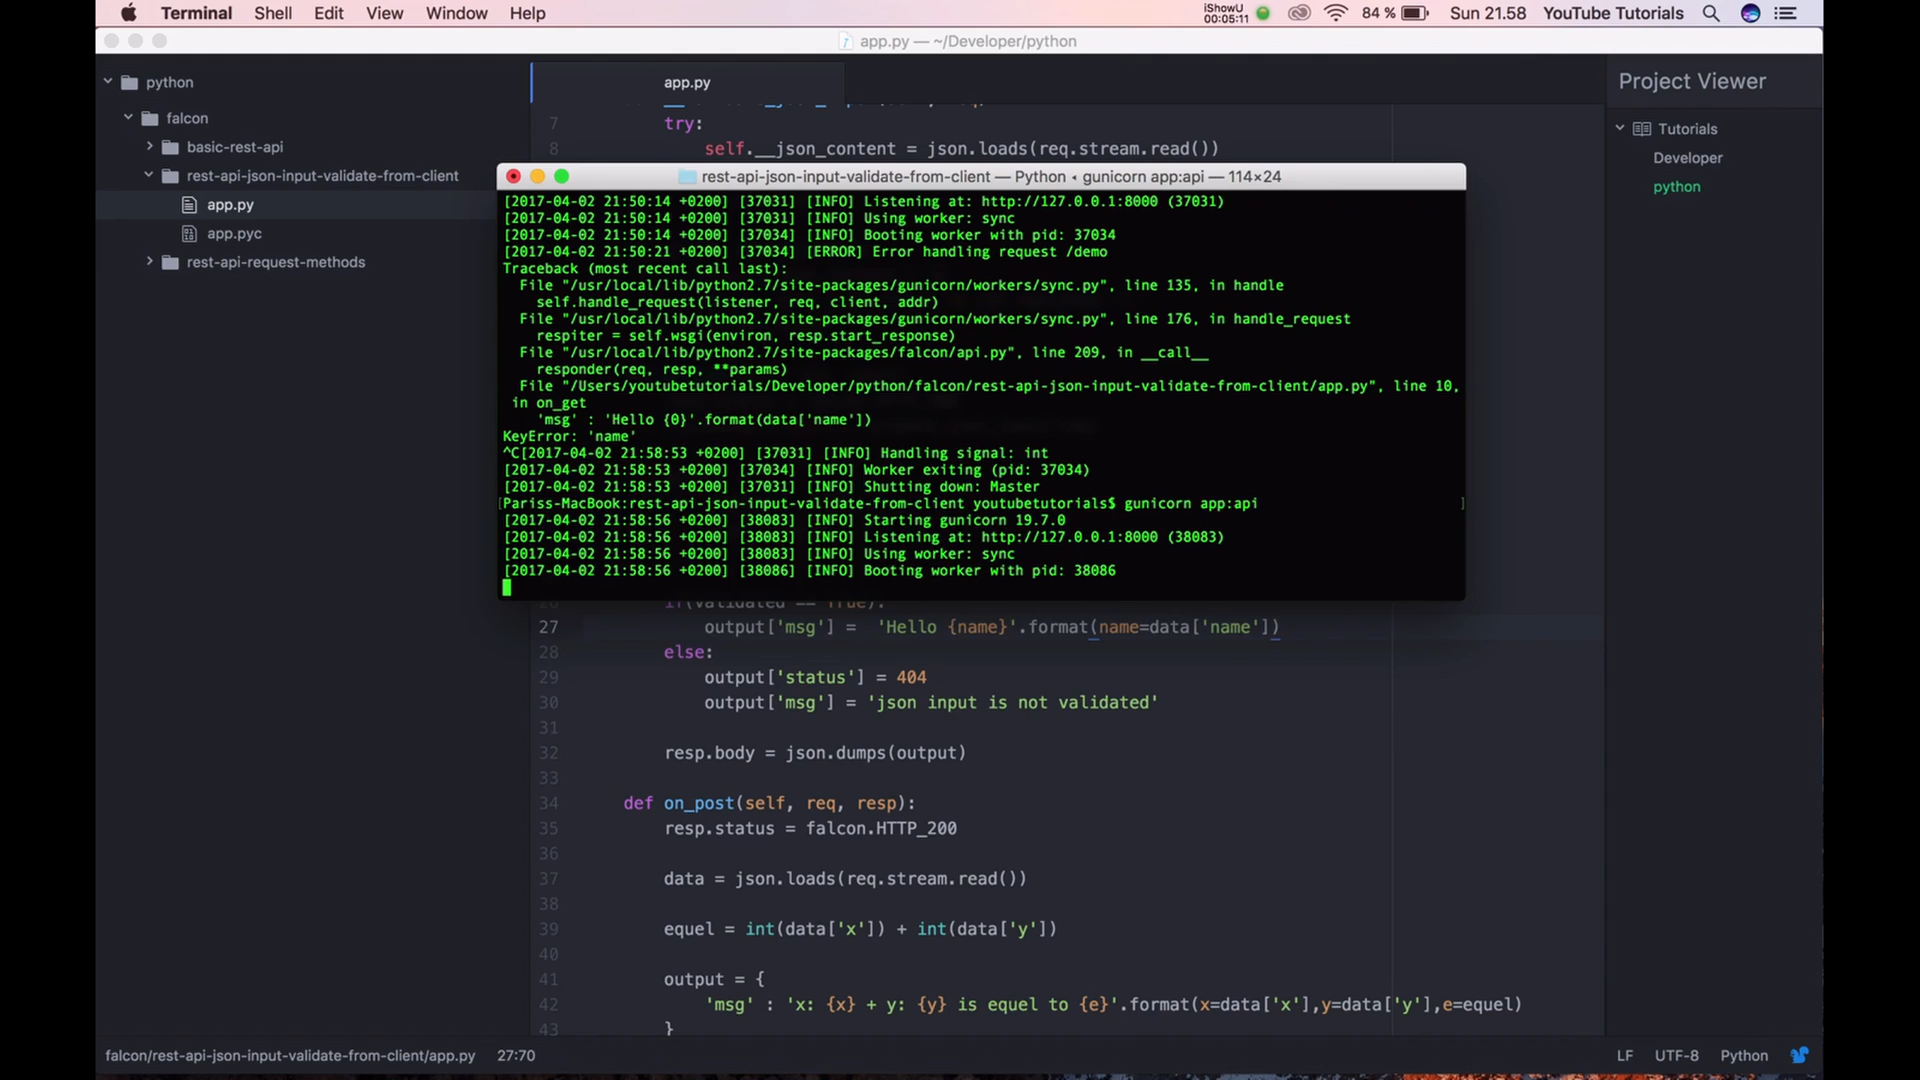 Terminal Shell Edit View Window Help iShowU 00:05:11 84 % Sun 21.58 YouTube Tutorials
app.py — ~/Developer/python
python
falcon
basic-rest-api
rest-api-json-input-validate-from-client
app.py
app.pyc
rest-api-request-methods
app.py
7 try:
8 self.__json_content = json.loads(req.stream.read())
rest-api-json-input-validate-from-client — Python • gunicorn app:api — 114×24
[2017-04-02 21:50:14 +0200] [37031] [INFO] Listening at: http://127.0.0.1:8000 (37031)
[2017-04-02 21:50:14 +0200] [37031] [INFO] Using worker: sync
[2017-04-02 21:50:14 +0200] [37034] [INFO] Booting worker with pid: 37034
[2017-04-02 21:50:21 +0200] [37034] [ERROR] Error handling request /demo
Traceback (most recent call last):
File "/usr/local/lib/python2.7/site-packages/gunicorn/workers/sync.py", line 135, in handle
self.handle_request(listener, req, client, addr)
File "/usr/local/lib/python2.7/site-packages/gunicorn/workers/sync.py", line 176, in handle_request
respiter = self.wsgi(environ, resp.start_response)
File "/usr/local/lib/python2.7/site-packages/falcon/api.py", line 209, in __call__
responder(req, resp, **params)
File "/Users/youtubetutorials/Developer/python/falcon/rest-api-json-input-validate-from-client/app.py", line 10,
in on_get
'msg' : 'Hello {0}'.format(data['name'])
KeyError: 'name'
^C[2017-04-02 21:58:53 +0200] [37031] [INFO] Handling signal: int
[2017-04-02 21:58:53 +0200] [37034] [INFO] Worker exiting (pid: 37034)
[2017-04-02 21:58:53 +0200] [37031] [INFO] Shutting down: Master
[Pariss-MacBook:rest-api-json-input-validate-from-client youtubetutorials$ gunicorn app:api ]
[2017-04-02 21:58:56 +0200] [38083] [INFO] Starting gunicorn 19.7.0
[2017-04-02 21:58:56 +0200] [38083] [INFO] Listening at: http://127.0.0.1:8000 (38083)
[2017-04-02 21:58:56 +0200] [38083] [INFO] Using worker: sync
[2017-04-02 21:58:56 +0200] [38086] [INFO] Booting worker with pid: 38086
26 if(validated == True):
27 output['msg'] = 'Hello {name}'.format(name=data['name'])
28 else:
29 output['status'] = 404
30 output['msg'] = 'json input is not validated'
31
32 resp.body = json.dumps(output)
33
34 def on_post(self, req, resp):
35 resp.status = falcon.HTTP_200
36
37 data = json.loads(req.stream.read())
38
39 equel = int(data['x']) + int(data['y'])
40
41 output = {
42 'msg' : 'x: {x} + y: {y} is equel to {e}'.format(x=data['x'],y=data['y'],e=equel)
43 }
Project Viewer
Tutorials
Developer
python
falcon/rest-api-json-input-validate-from-client/app.py 27:70 LF UTF-8 Python